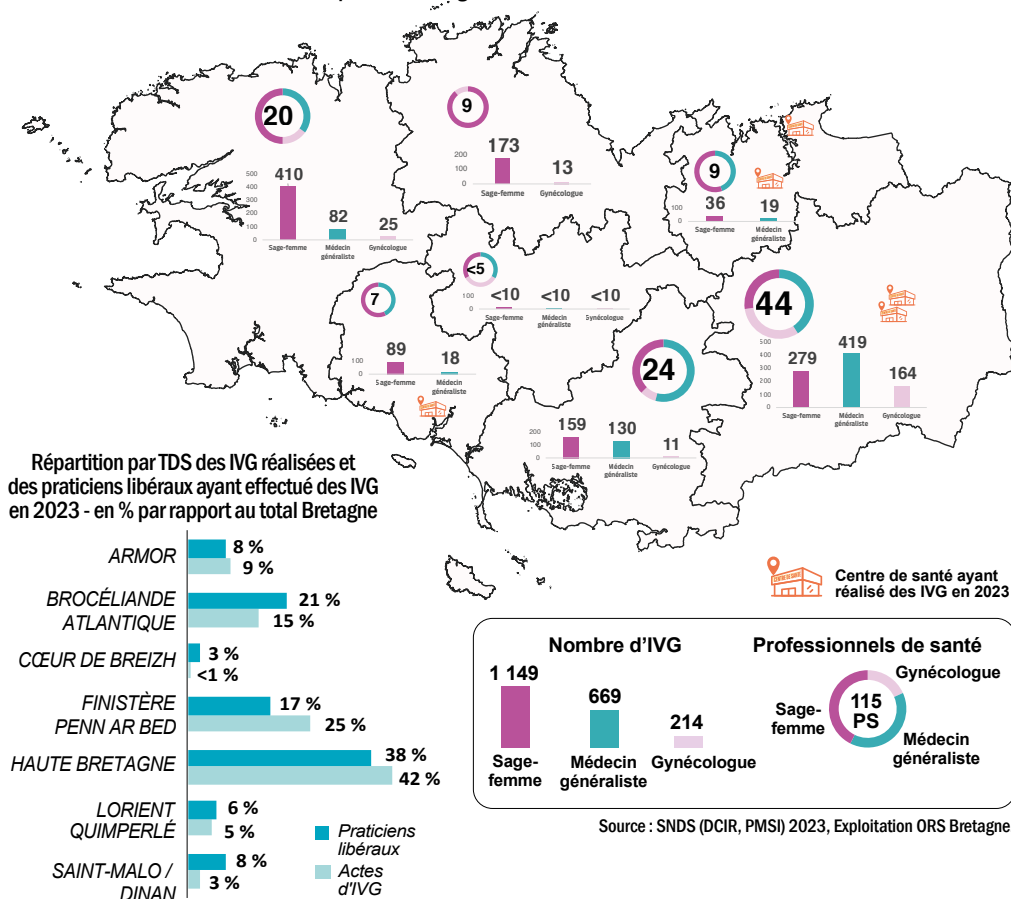 20
410
82
25
500
400
300
200
100
0
Sage-femme
Médecin
généraliste
Gynécologue
9
173
13
200
100
0
Sage-femme
Gynécologue
9
36
19
100
0
Sage-femme
Médecin
généraliste
<5
<10
<10
<10
100
0
Sage-femme
Médecin
généraliste
Gynécologue
7
89
18
100
0
Sage-femme
Médecin
généraliste
44
279
419
164
500
400
300
200
100
0
Sage-femme
Médecin
généraliste
Gynécologue
24
159
130
11
200
100
0
Sage-femme
Médecin
généraliste
Gynécologue
Répartition par TDS des IVG réalisées et
des praticiens libéraux ayant effectué des IVG
en 2023 - en % par rapport au total Bretagne
ARMOR
8 %
9 %
BROCÉLIANDE
ATLANTIQUE
21 %
15 %
CŒUR DE BREIZH
3 %
<1 %
FINISTÈRE
PENN AR BED
17 %
25 %
HAUTE BRETAGNE
38 %
42 %
LORIENT
QUIMPERLÉ
6 %
5 %
SAINT-MALO /
DINAN
8 %
3 %
Praticiens
libéraux
Actes
d'IVG
CENTRE DE SANTÉ
Centre de santé ayant
réalisé des IVG en 2023
Nombre d'IVG
1 149
669
214
Sage-
femme
Médecin
généraliste
Gynécologue
Professionnels de santé
Gynécologue
115
PS
Sage-
femme
Médecin
généraliste
Source : SNDS (DCIR, PMSI) 2023, Exploitation ORS Bretagne